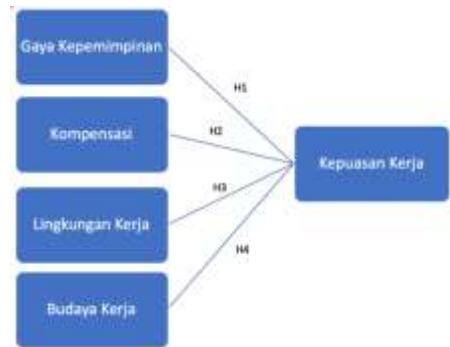 Gaya Kepemimpinan
H1
Kompensasi
H2
Kepuasan Kerja
H3
Lingkungan Kerja
H4
Budaya Kerja